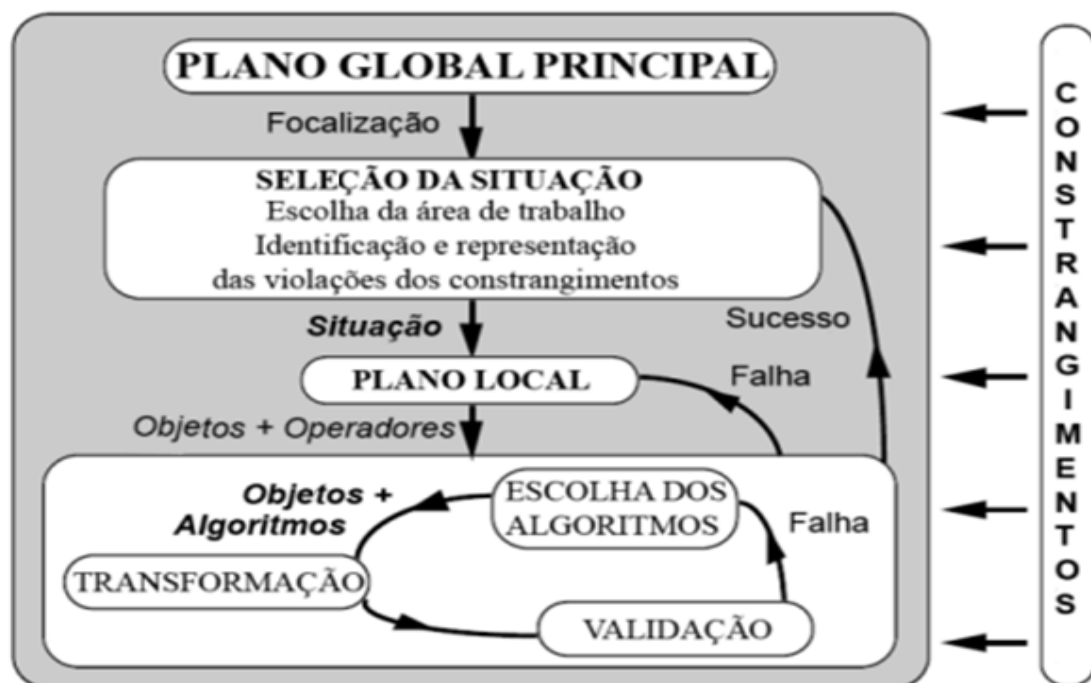 PLANO GLOBAL PRINCIPAL
Focalização
SELEÇÃO DA SITUAÇÃO
Escolha da área de trabalho
Identificação e representação
das violações dos constrangimentos
Situação
Sucesso
PLANO LOCAL
Falha
Objetos + Operadores
Objetos +
Algoritmos
ESCOLHA DOS
ALGORITMOS
Falha
TRANSFORMAÇÃO
VALIDAÇÃO
CONSTRANGIMENTOS